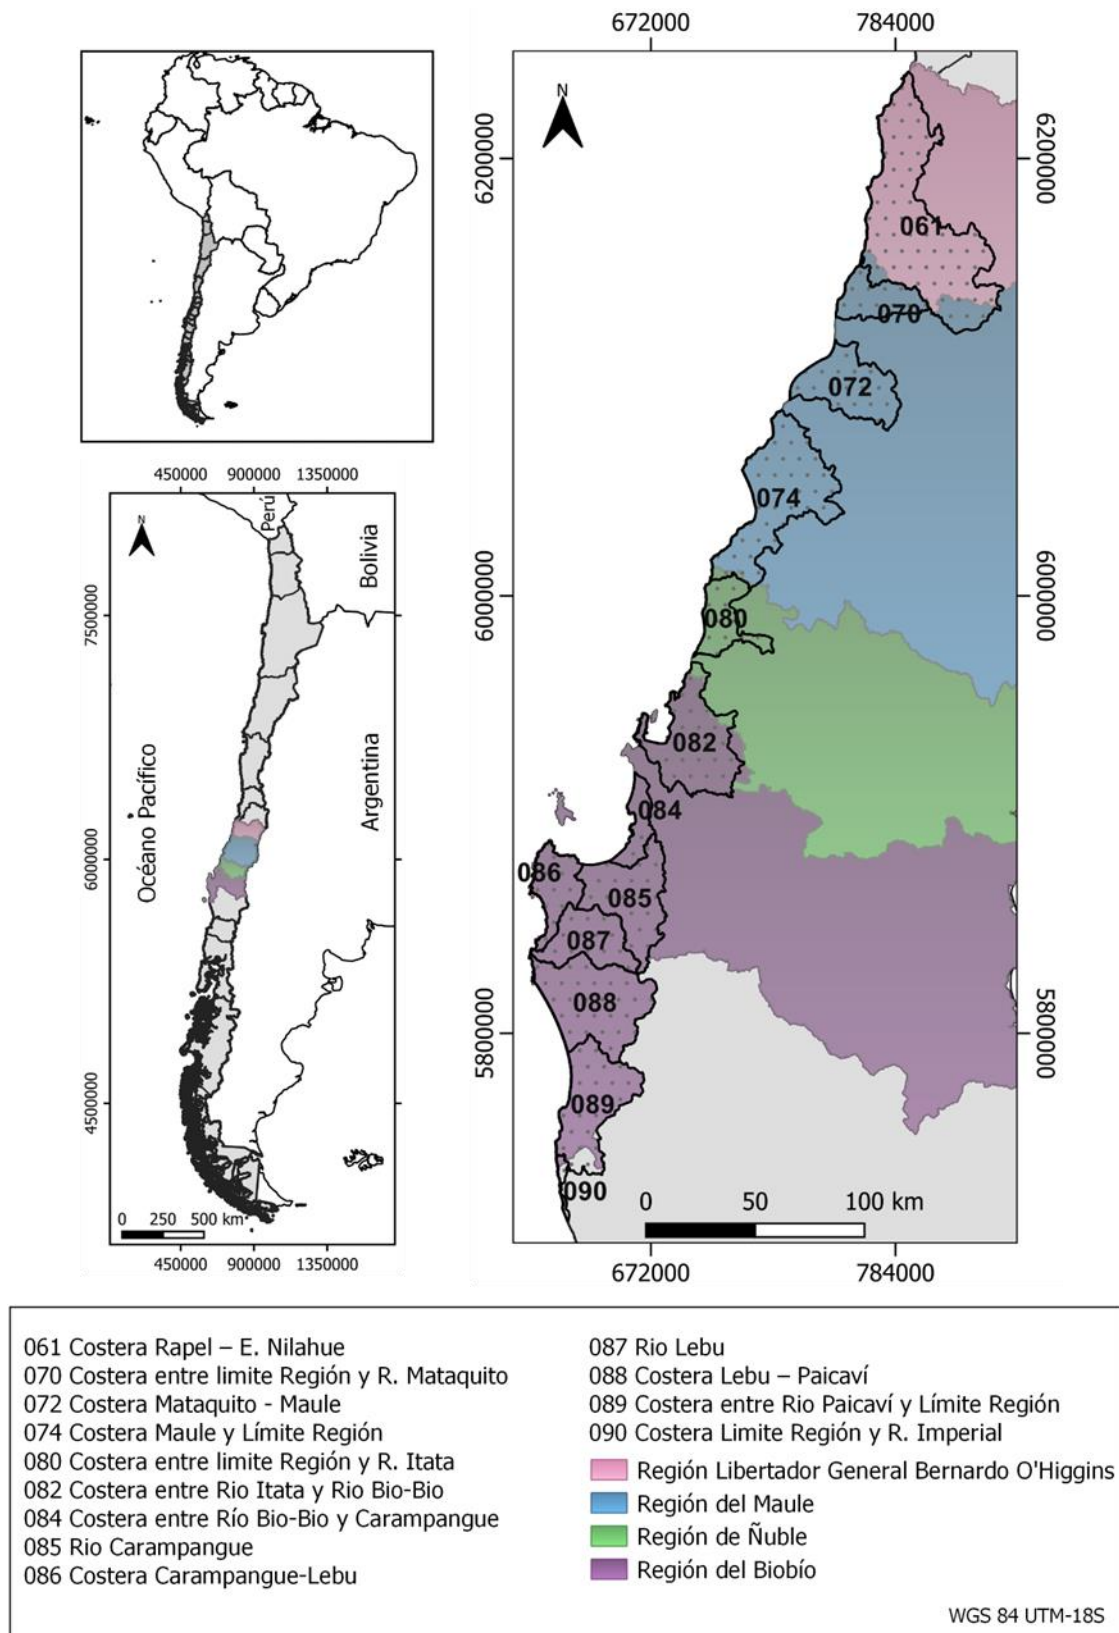 672000 784000
N
6200000 6200000
061
070
072
074
6000000 6000000
080
082
084
086
085
087
088
5800000 5800000
089
090
0 50 100 km
672000 784000
450000 900000 1350000
N
Perú
Bolivia
7500000
Océano Pacífico
Argentina
6000000
4500000
0 250 500 km
450000 900000 1350000
061 Costera Rapel – E. Nilahue
070 Costera entre limite Región y R. Mataquito
072 Costera Mataquito - Maule
074 Costera Maule y Límite Región
080 Costera entre limite Región y R. Itata
082 Costera entre Rio Itata y Rio Bio-Bio
084 Costera entre Río Bio-Bio y Carampangue
085 Rio Carampangue
086 Costera Carampangue-Lebu
087 Rio Lebu
088 Costera Lebu – Paicaví
089 Costera entre Rio Paicaví y Límite Región
090 Costera Limite Región y R. Imperial
Región Libertador General Bernardo O'Higgins
Región del Maule
Región de Ñuble
Región del Biobío
WGS 84 UTM-18S